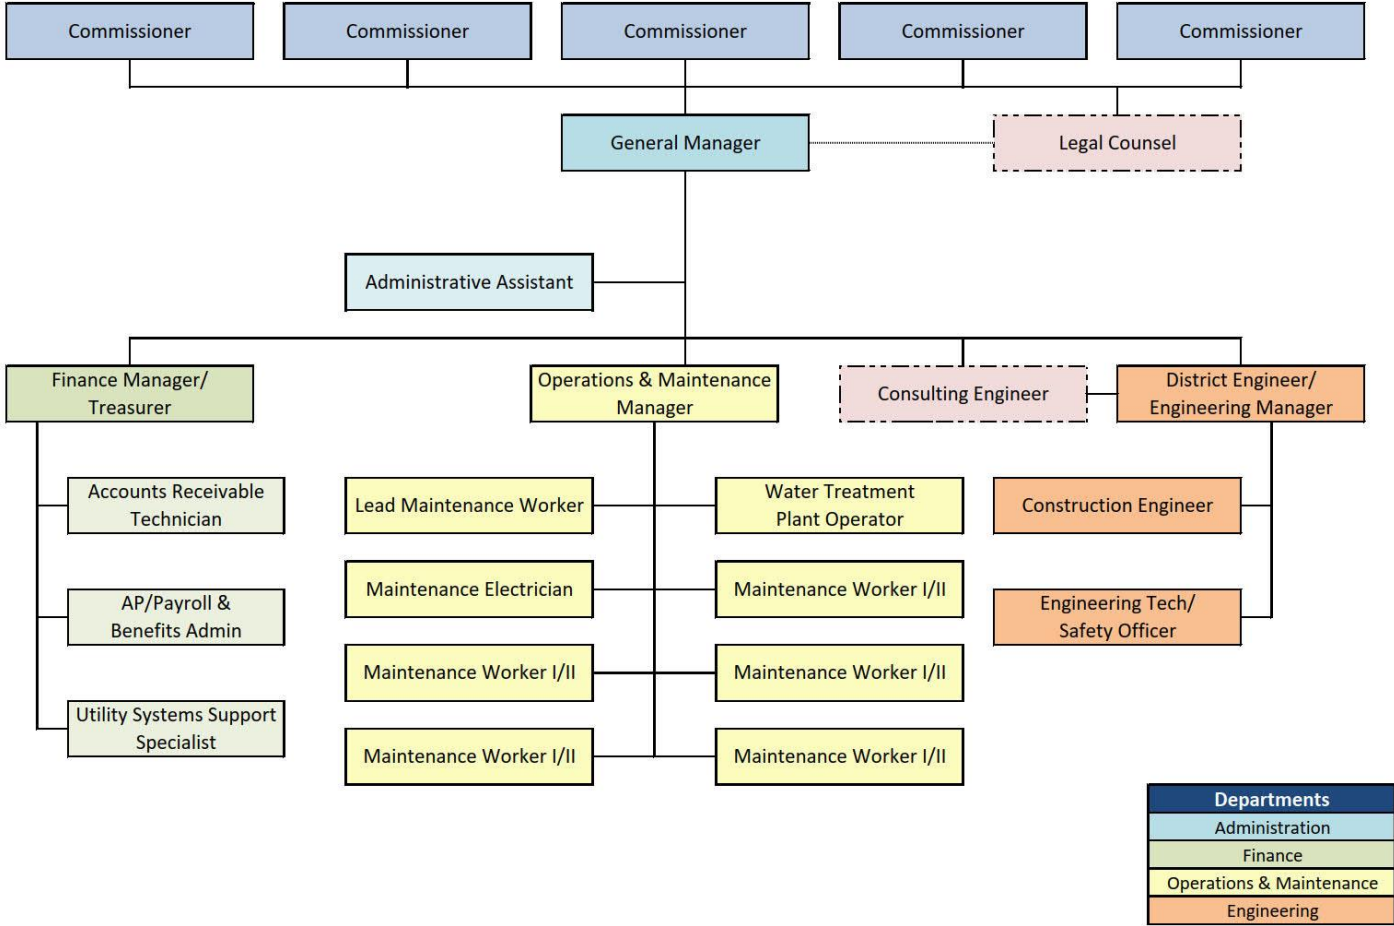 Commissioner
Commissioner
Commissioner
Commissioner
Commissioner
General Manager
Legal Counsel
Administrative Assistant
Finance Manager/
Treasurer
Operations & Maintenance
Manager
Consulting Engineer
District Engineer/
Engineering Manager
Accounts Receivable
Technician
Lead Maintenance Worker
Water Treatment
Plant Operator
Construction Engineer
AP/Payroll &
Benefits Admin
Maintenance Electrician
Maintenance Worker I/II
Engineering Tech/
Safety Officer
Maintenance Worker I/II
Maintenance Worker I/II
Utility Systems Support
Specialist
Maintenance Worker I/II
Maintenance Worker I/II
Departments
Administration
Finance
Operations & Maintenance
Engineering